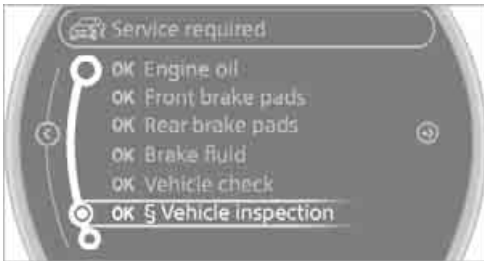 Service required
OK Engine oil
OK Front brake pads
OK Rear brake pads
OK Brake fluid
OK Vehicle check
OK § Vehicle inspection